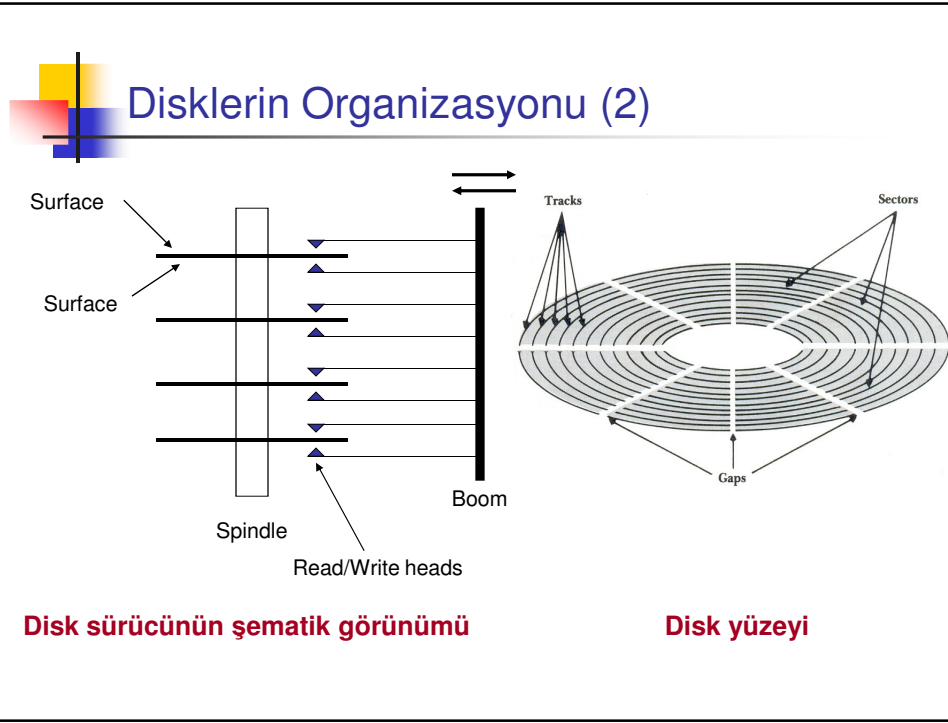 Disklerin Organizasyonu (2)
Surface
Surface
Spindle
Boom
Read/Write heads
Tracks
Sectors
Gaps
Disk sürücünün şematik görünümü
Disk yüzeyi